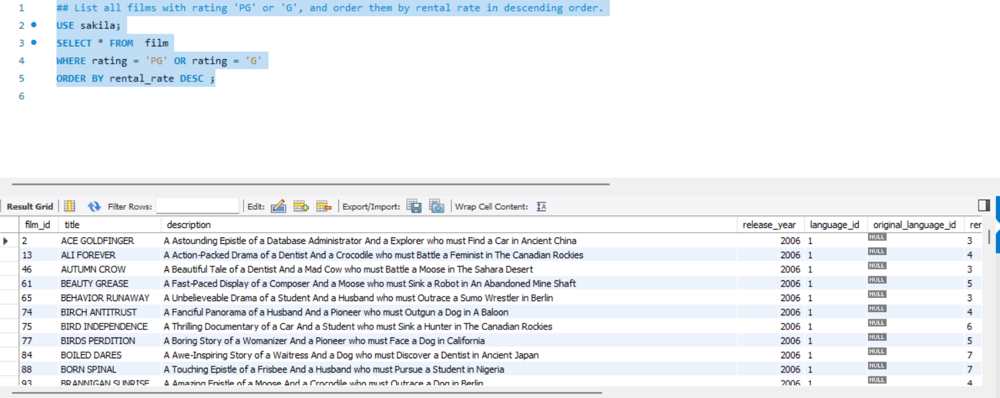 1 ## List all films with rating 'PG' or 'G', and order them by rental rate in descending order.
2 USE sakila;
3 SELECT * FROM film
4 WHERE rating = 'PG' OR rating = 'G'
5 ORDER BY rental_rate DESC ;
6
Result Grid Filter Rows: Edit: Export/Import: Wrap Cell Content: IA
film_id title description release_year language_id original_language_id rer
2 ACE GOLDFINGER A Astounding Epistle of a Database Administrator And a Explorer who must Find a Car in Ancient China 2006 1 NULL 3
13 ALI FOREVER A Action-Packed Drama of a Dentist And a Crocodile who must Battle a Feminist in The Canadian Rockies 2006 1 NULL 4
46 AUTUMN CROW A Beautiful Tale of a Dentist And a Mad Cow who must Battle a Moose in The Sahara Desert 2006 1 NULL 3
61 BEAUTY GREASE A Fast-Paced Display of a Composer And a Moose who must Sink a Robot in An Abandoned Mine Shaft 2006 1 NULL 5
65 BEHAVIOR RUNAWAY A Unbelieveable Drama of a Student And a Husband who must Outrace a Sumo Wrestler in Berlin 2006 1 NULL 3
74 BIRCH ANTITRUST A Fanciful Panorama of a Husband And a Pioneer who must Outgun a Dog in A Baloon 2006 1 NULL 4
75 BIRD INDEPENDENCE A Thrilling Documentary of a Car And a Student who must Sink a Hunter in The Canadian Rockies 2006 1 NULL 6
77 BIRDS PERDITION A Boring Story of a Womanizer And a Pioneer who must Face a Dog in California 2006 1 NULL 5
84 BOILED DARES A Awe-Inspiring Story of a Waitress And a Dog who must Discover a Dentist in Ancient Japan 2006 1 NULL 7
88 BORN SPINAL A Touching Epistle of a Frisbee And a Husband who must Pursue a Student in Nigeria 2006 1 NULL 7
93 BRANNIGAN SUNRISE A Amazing Epistle of a Moose And a Crocodile who must Outrace a Dog in Berlin 2006 1 NULL 4